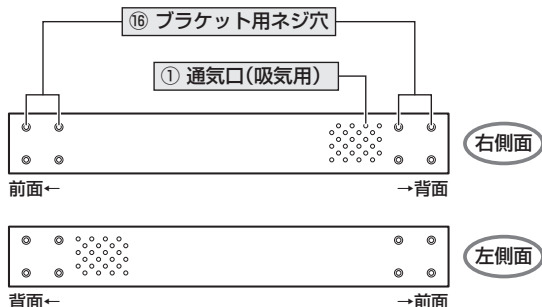 ⑯ ブラケット用ネジ穴
① 通気口(吸気用)
右側面
前面← →背面
左側面
背面← →前面